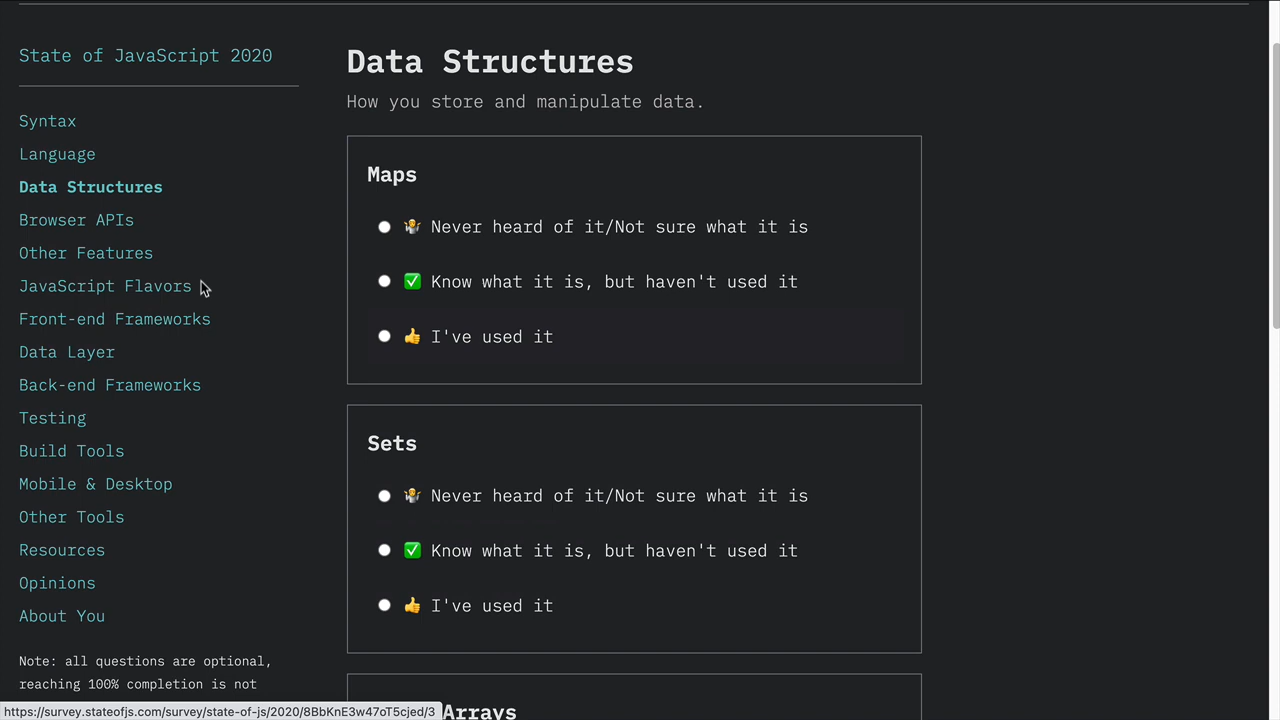 State of JavaScript 2020
Syntax
Language
Data Structures
Browser APIs
Other Features
JavaScript Flavors
Front-end Frameworks
Data Layer
Back-end Frameworks
Testing
Build Tools
Mobile & Desktop
Other Tools
Resources
Opinions
About You
Note: all questions are optional,
reaching 100% completion is not
Data Structures
How you store and manipulate data.
Maps
Never heard of it/Not sure what it is
Know what it is, but haven't used it
I've used it
Sets
Never heard of it/Not sure what it is
Know what it is, but haven't used it
I've used it
Arrays
https://survey.stateofjs.com/survey/state-of-js/2020/8BbKnE3w47oT5cjed/3